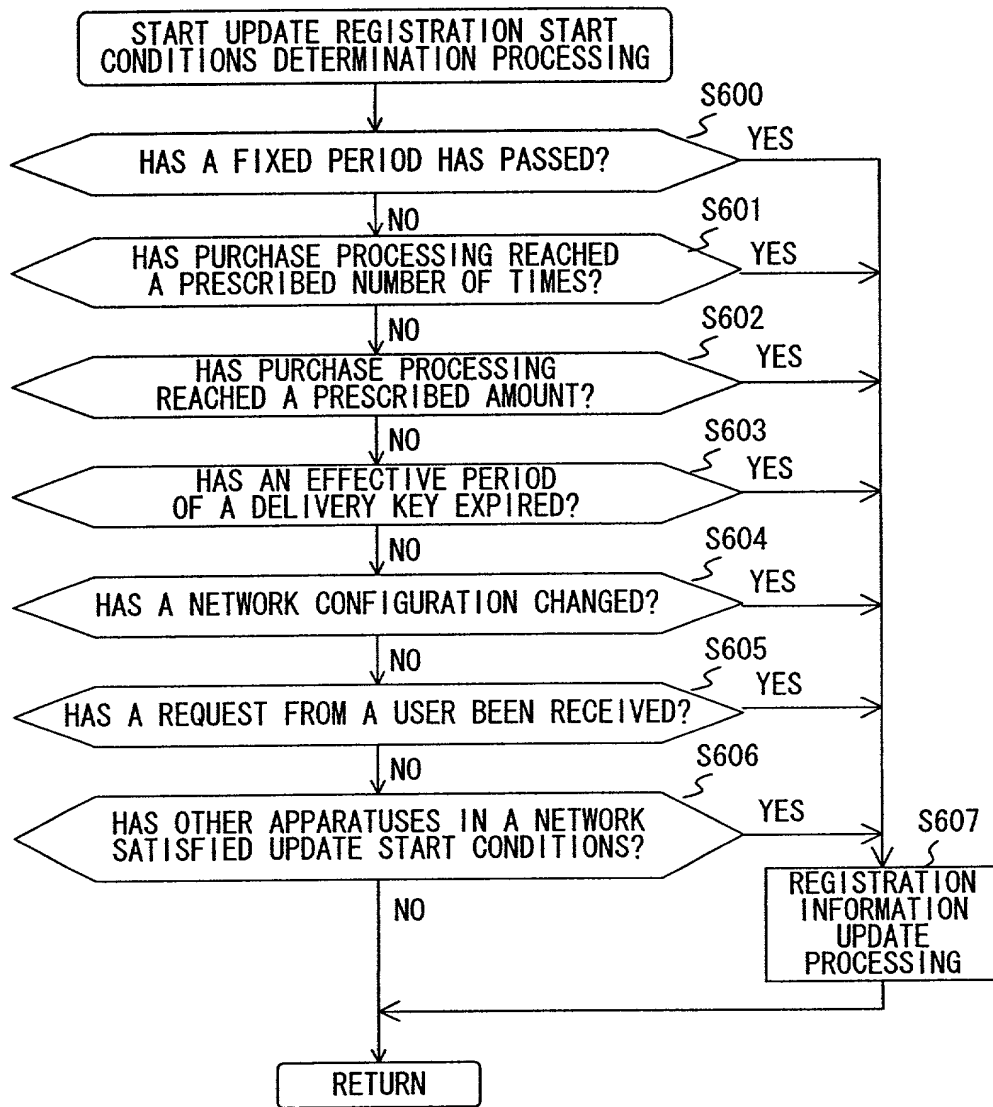 START UPDATE REGISTRATION START
CONDITIONS DETERMINATION PROCESSING
S600
HAS A FIXED PERIOD HAS PASSED?
YES
NO
S601
HAS PURCHASE PROCESSING REACHED
A PRESCRIBED NUMBER OF TIMES?
YES
NO
S602
HAS PURCHASE PROCESSING
REACHED A PRESCRIBED AMOUNT?
YES
NO
S603
HAS AN EFFECTIVE PERIOD
OF A DELIVERY KEY EXPIRED?
YES
NO
S604
HAS A NETWORK CONFIGURATION CHANGED?
YES
NO
S605
HAS A REQUEST FROM A USER BEEN RECEIVED?
YES
NO
S606
HAS OTHER APPARATUSES IN A NETWORK
SATISFIED UPDATE START CONDITIONS?
YES
NO
S607
REGISTRATION
INFORMATION
UPDATE
PROCESSING
RETURN